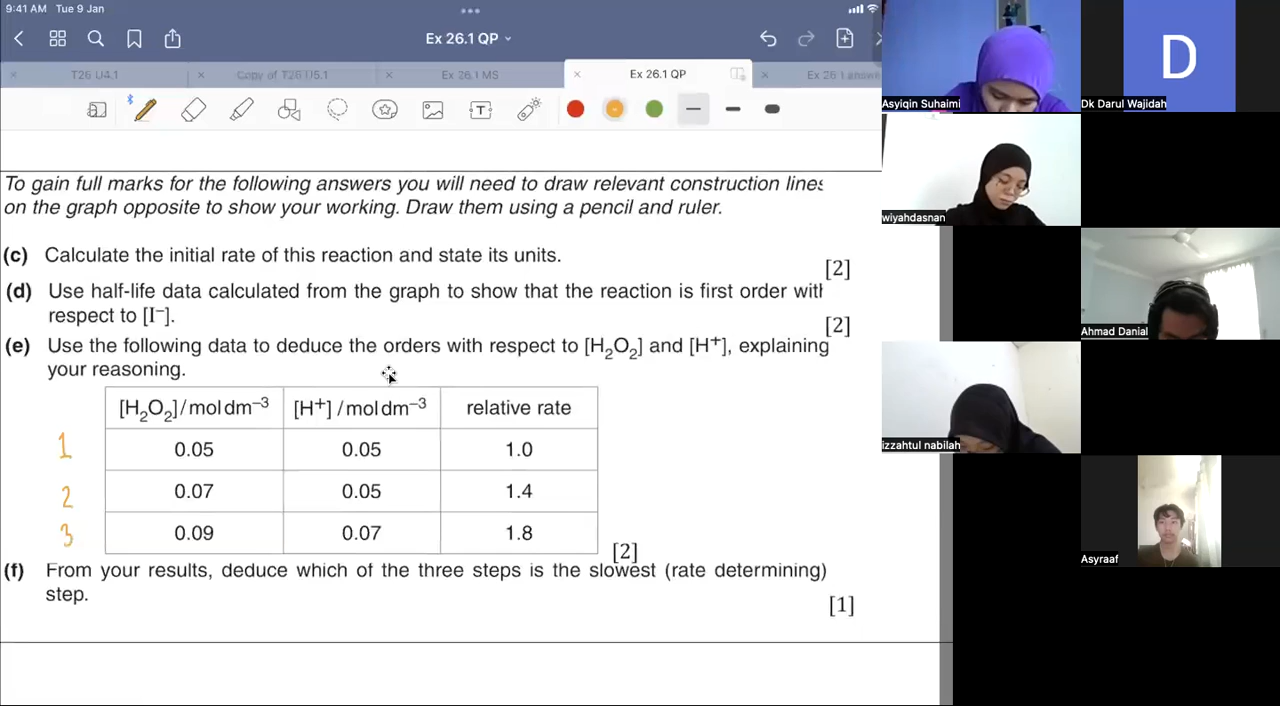 9:41 AM Tue 9 Jan
Ex 26.1 QP
T26 U4.1
Copy of T26 U5.1
Ex 26.1 MS
Ex 26.1 QP
Ex 26.1 answe
To gain full marks for the following answers you will need to draw relevant construction lines
on the graph opposite to show your working. Draw them using a pencil and ruler.
(c) Calculate the initial rate of this reaction and state its units.
[2]
(d) Use half-life data calculated from the graph to show that the reaction is first order with
respect to [I⁻].
[2]
(e) Use the following data to deduce the orders with respect to [H₂O₂] and [H⁺], explaining
your reasoning.
[H₂O₂]/mol dm⁻³ [H⁺] /mol dm⁻³ relative rate
1 0.05 0.05 1.0
2 0.07 0.05 1.4
3 0.09 0.07 1.8
[2]
(f) From your results, deduce which of the three steps is the slowest (rate determining)
step.
[1]
Asyiqin Suhaimi
D
Dk Darul Wajidah
wiyahdasnan
Ahmad Danial
izzahtul nabilah
Asyraaf